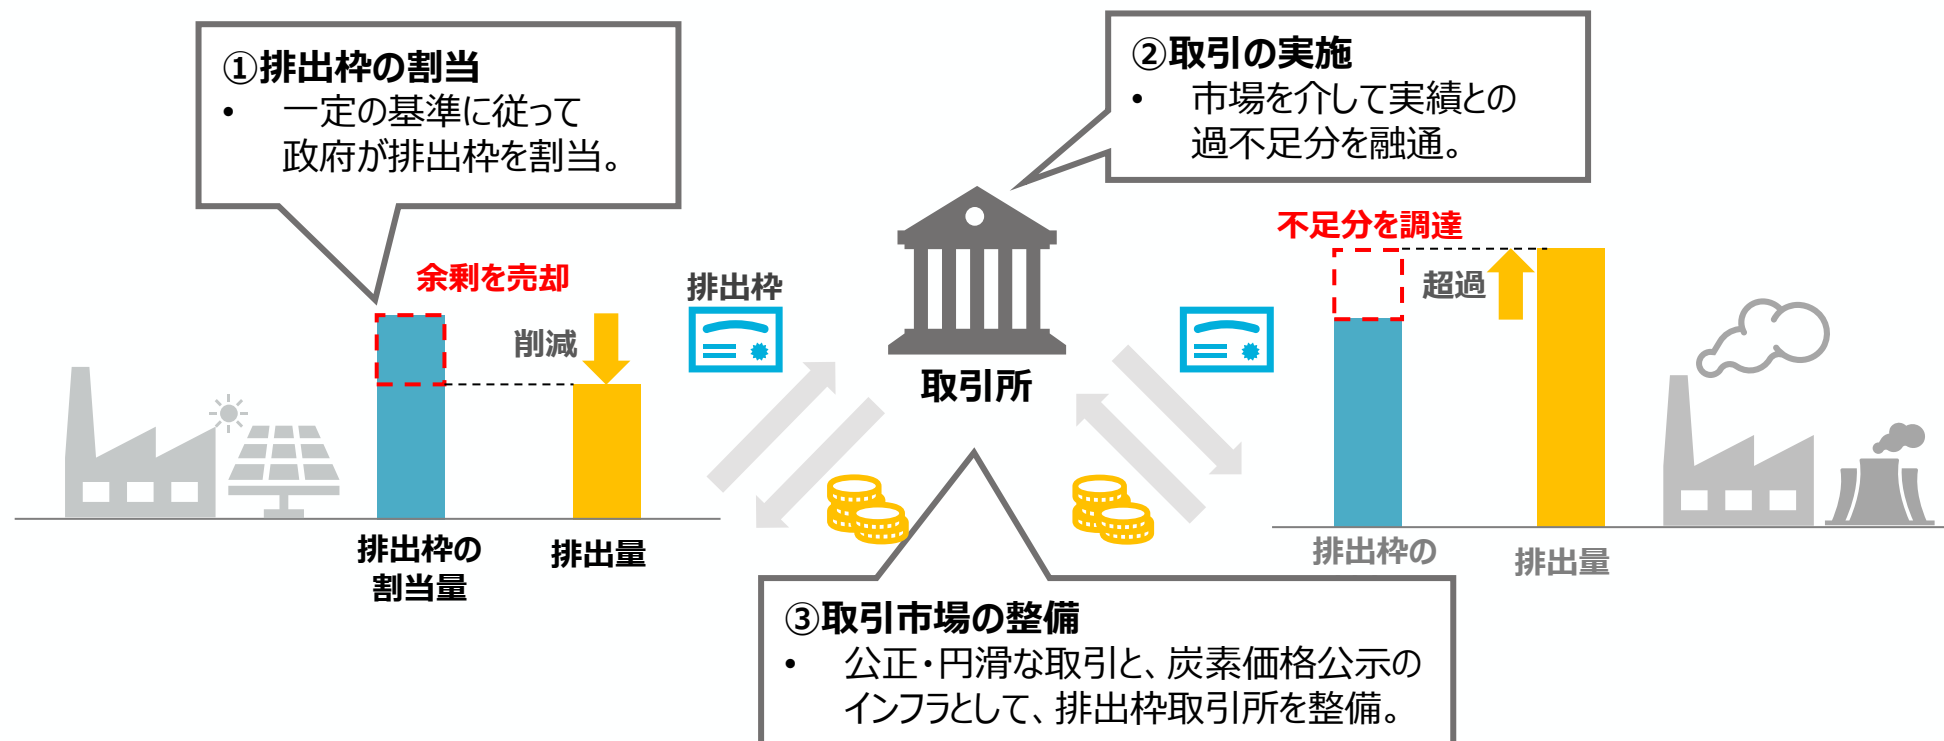 ①排出枠の割当
• 一定の基準に従って
政府が排出枠を割当。
②取引の実施
• 市場を介して実績との
過不足分を融通。
余剰を売却
削減
排出枠
取引所
不足分を調達
超過
排出枠の
割当量
排出量
排出枠の
排出量
③取引市場の整備
• 公正・円滑な取引と、炭素価格公示の
インフラとして、排出枠取引所を整備。